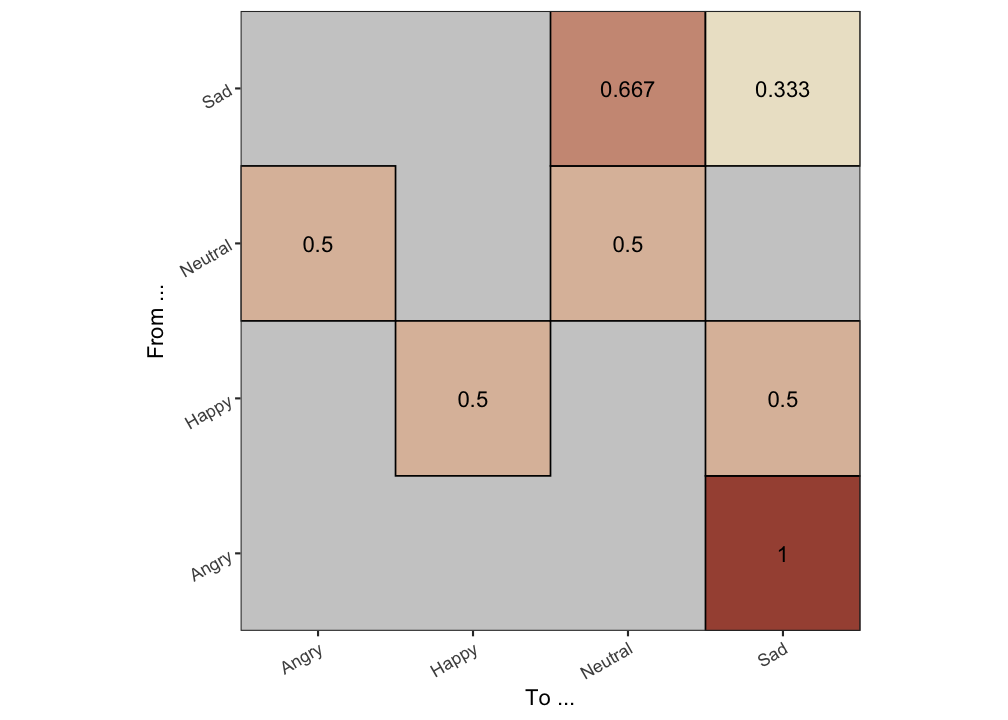 Sad
0.667 0.333
Neutral
0.5 0.5
From ...
Happy
0.5 0.5
Angry
1
Angry Happy Neutral Sad
To ...